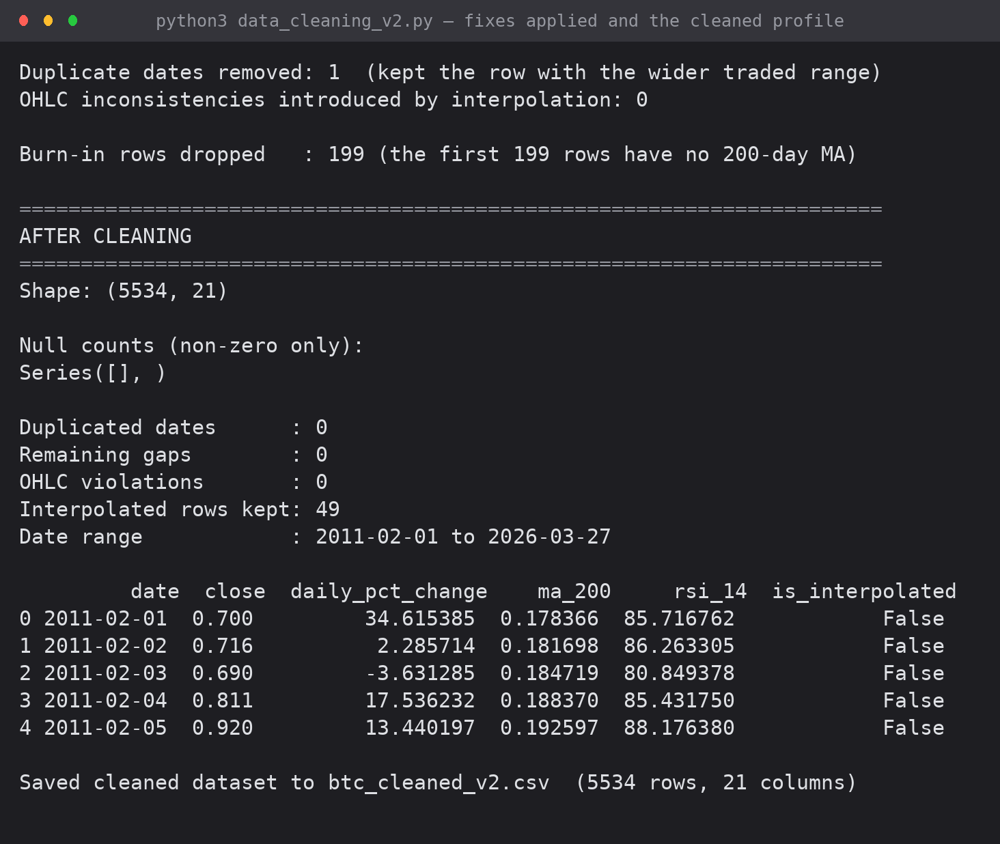 python3 data_cleaning_v2.py — fixes applied and the cleaned profile
Duplicate dates removed: 1  (kept the row with the wider traded range)
OHLC inconsistencies introduced by interpolation: 0
Burn-in rows dropped   : 199 (the first 199 rows have no 200-day MA)
======================================================================
AFTER CLEANING
======================================================================
Shape: (5534, 21)
Null counts (non-zero only):
Series([], )
Duplicated dates      : 0
Remaining gaps        : 0
OHLC violations       : 0
Interpolated rows kept: 49
Date range            : 2011-02-01 to 2026-03-27
         date  close  daily_pct_change    ma_200     rsi_14  is_interpolated
0 2011-02-01  0.700         34.615385  0.178366  85.716762            False
1 2011-02-02  0.716          2.285714  0.181698  86.263305            False
2 2011-02-03  0.690         -3.631285  0.184719  80.849378            False
3 2011-02-04  0.811         17.536232  0.188370  85.431750            False
4 2011-02-05  0.920         13.440197  0.192597  88.176380            False
Saved cleaned dataset to btc_cleaned_v2.csv  (5534 rows, 21 columns)